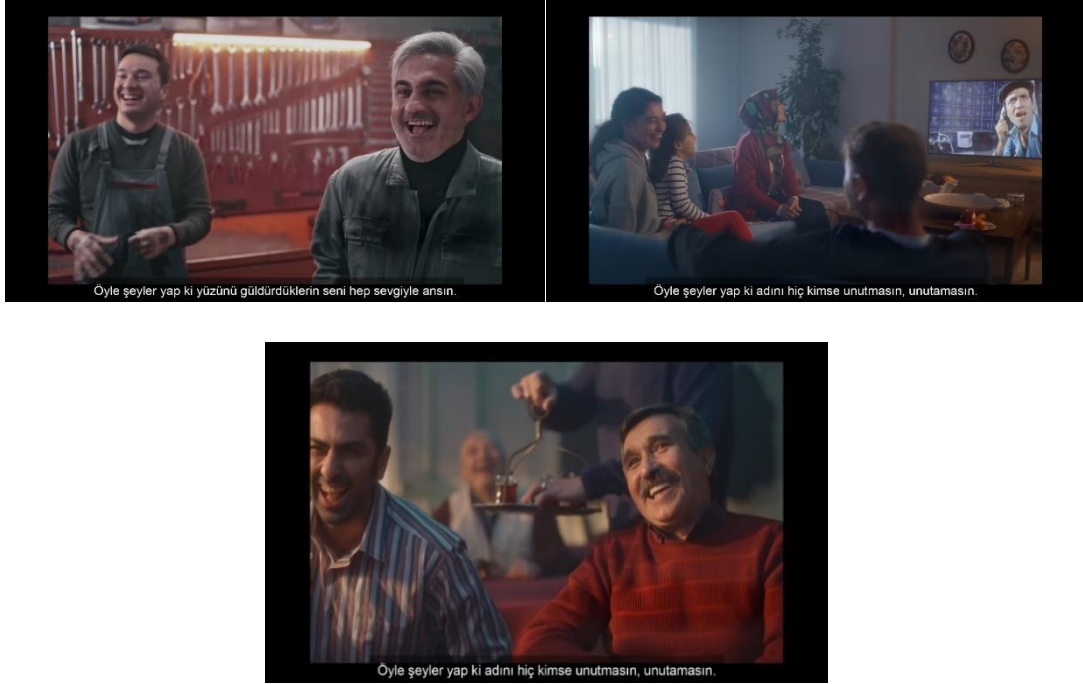 Öyle şeyler yap ki yüzünü güldürdüklerin seni hep sevgiyle ansın.
Öyle şeyler yap ki adını hiç kimse unutmasın, unutamasın.
Öyle şeyler yap ki adını hiç kimse unutmasın, unutamasın.